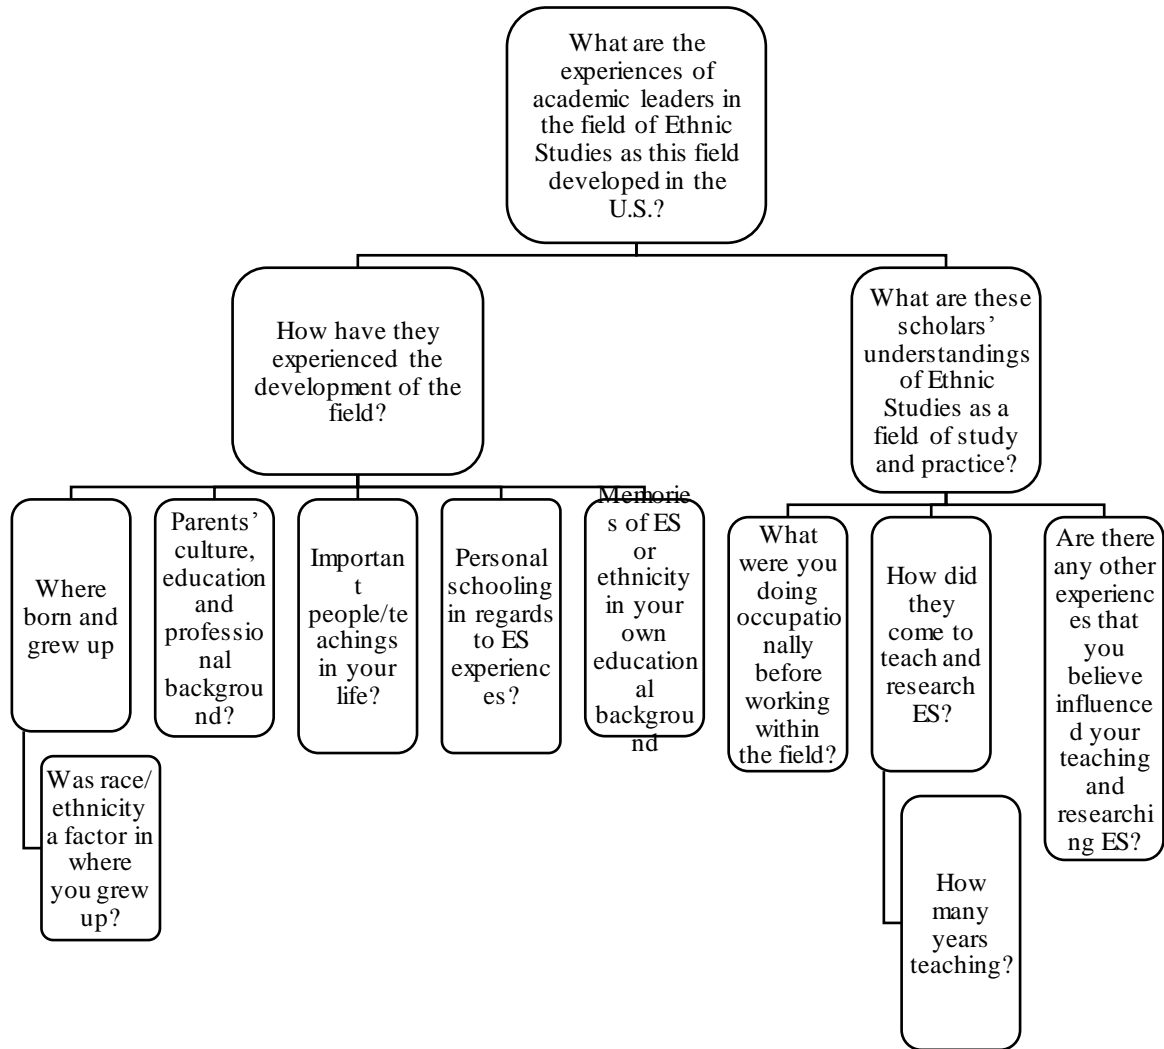 What are the
experiences of
academic leaders in
the field of Ethnic
Studies as this field
developed in the
U.S.?
How have they
experienced the
development of the
field?
What are these
scholars’
understandings
of Ethnic
Studies as a
field of study
and practice?
Where
born and
grew up
Was race/
ethnicity
a factor in
where
you grew
up?
Parents’
culture,
education
and
professio
nal
backgroun
d?
Importan
t
people/te
achings
in your
life?
Personal
schooling
in regards
to ES
experienc
es?
Memorie
s of ES
or
ethnicity
in your
own
education
al
backgrou
nd
What
were you
doing
occupatio
nally
before
working
within
the field?
How did
they
come to
teach and
research
ES?
How
many
years
teaching?
Are there
any other
experienc
es that
you
believe
influence
d your
teaching
and
researchi
ng ES?